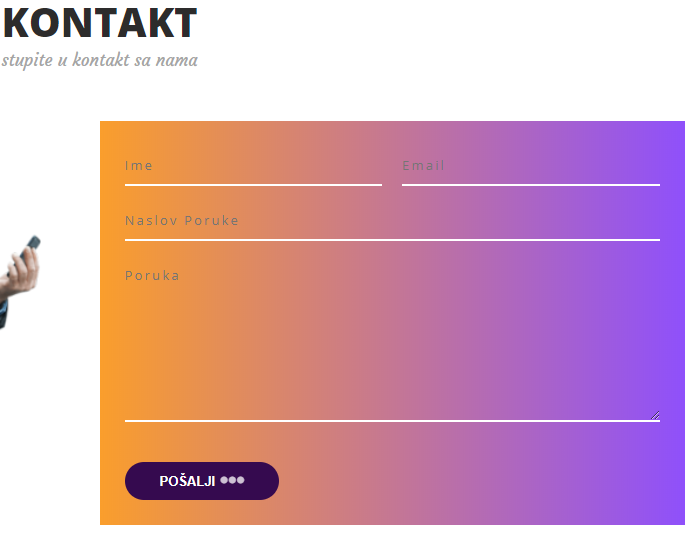 KONTAKT
stupite u kontakt sa nama
Ime Email
Naslov Poruke
Poruka
POŠALJI